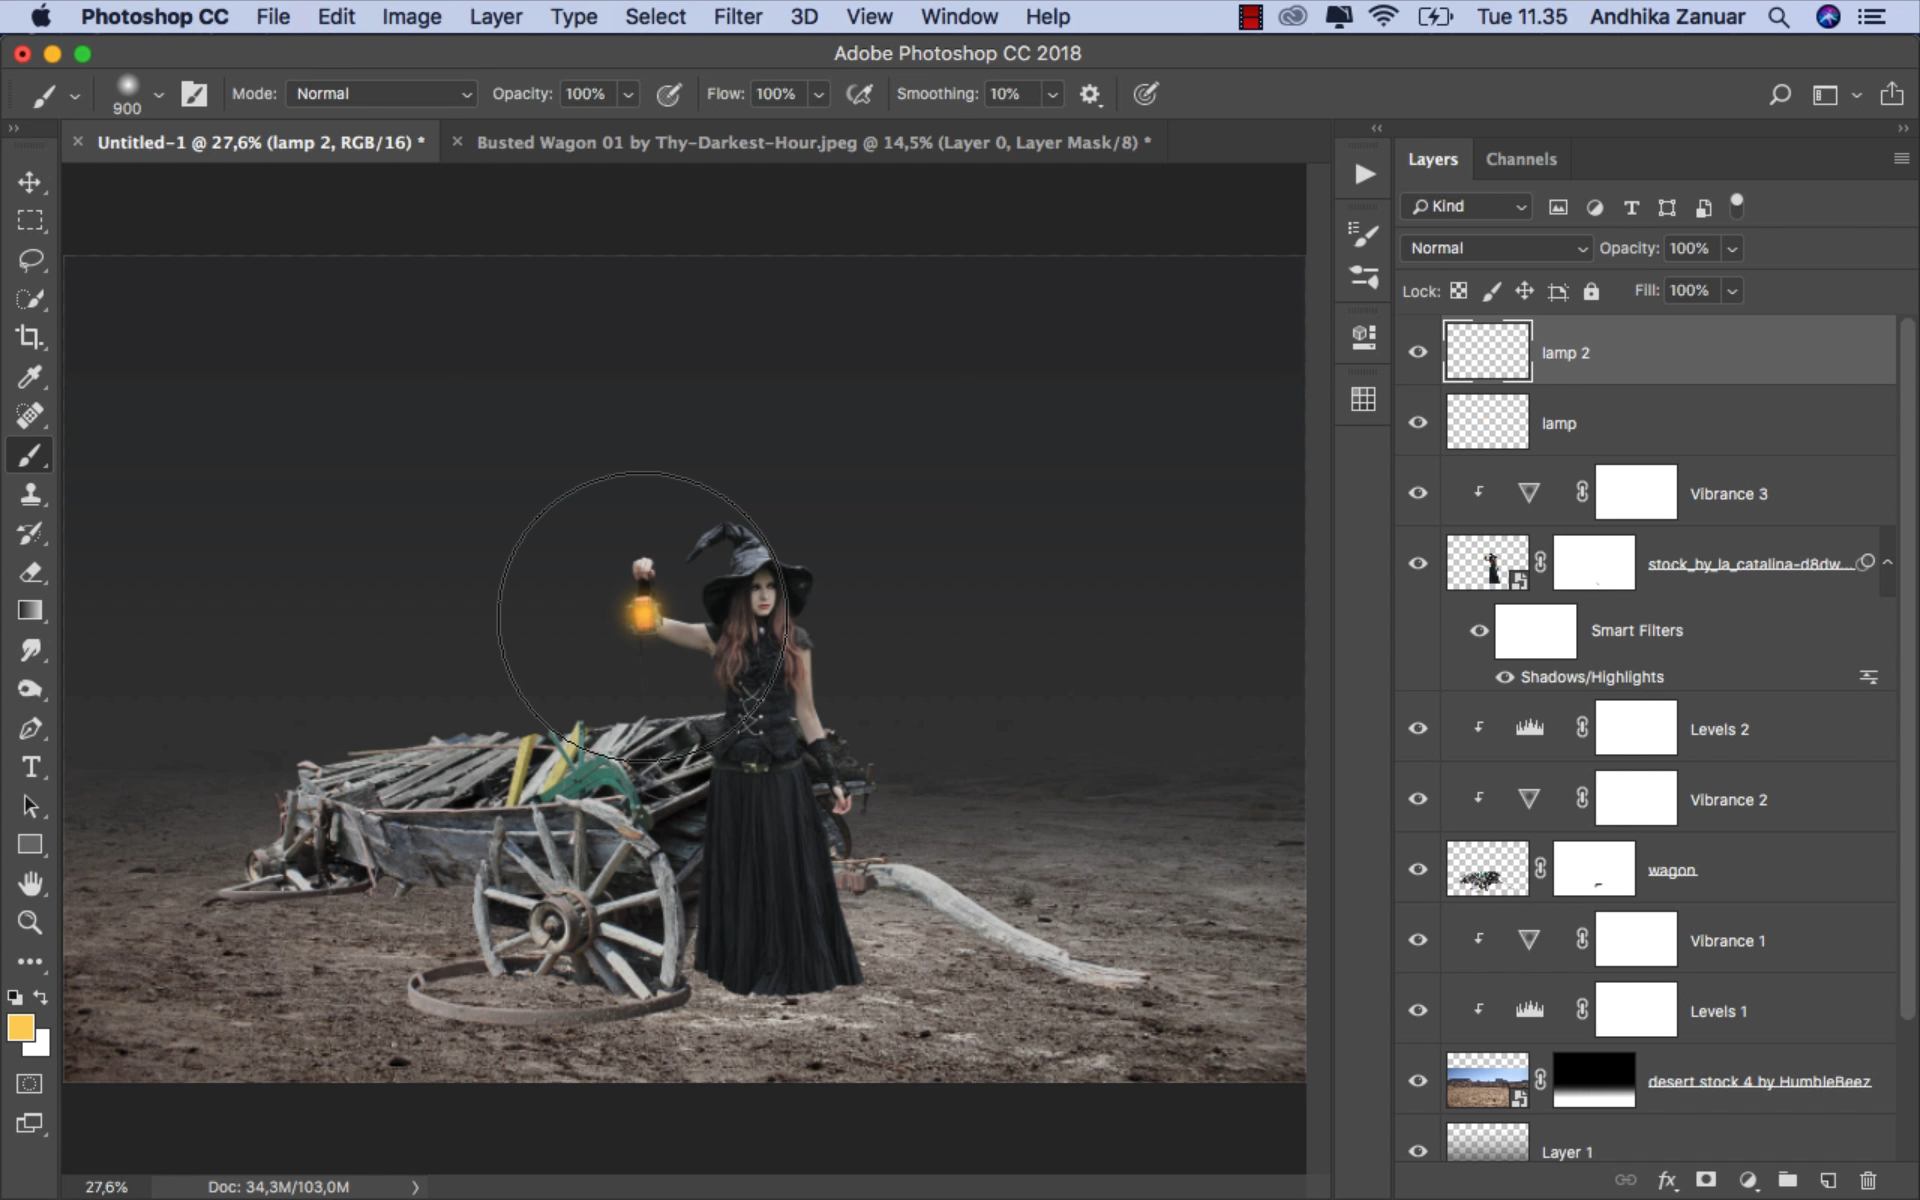 Photoshop CC File Edit Image Layer Type Select Filter 3D View Window Help Tue 11.35 Andhika Zanuar
Adobe Photoshop CC 2018
900 Mode: Normal Opacity: 100% Flow: 100% Smoothing: 10%
Untitled-1 @ 27,6% (lamp 2, RGB/16) * Busted Wagon 01 by Thy-Darkest-Hour.jpeg @ 14,5% (Layer 0, Layer Mask/8) *
Layers Channels
Kind
Normal Opacity: 100%
Lock: Fill: 100%
lamp 2
lamp
Vibrance 3
stock_by_la_catalina-d8dw...
Smart Filters
Shadows/Highlights
Levels 2
Vibrance 2
wagon
Vibrance 1
Levels 1
desert stock 4 by HumbleBeez
Layer 1
27,6% Doc: 34,3M/103,0M